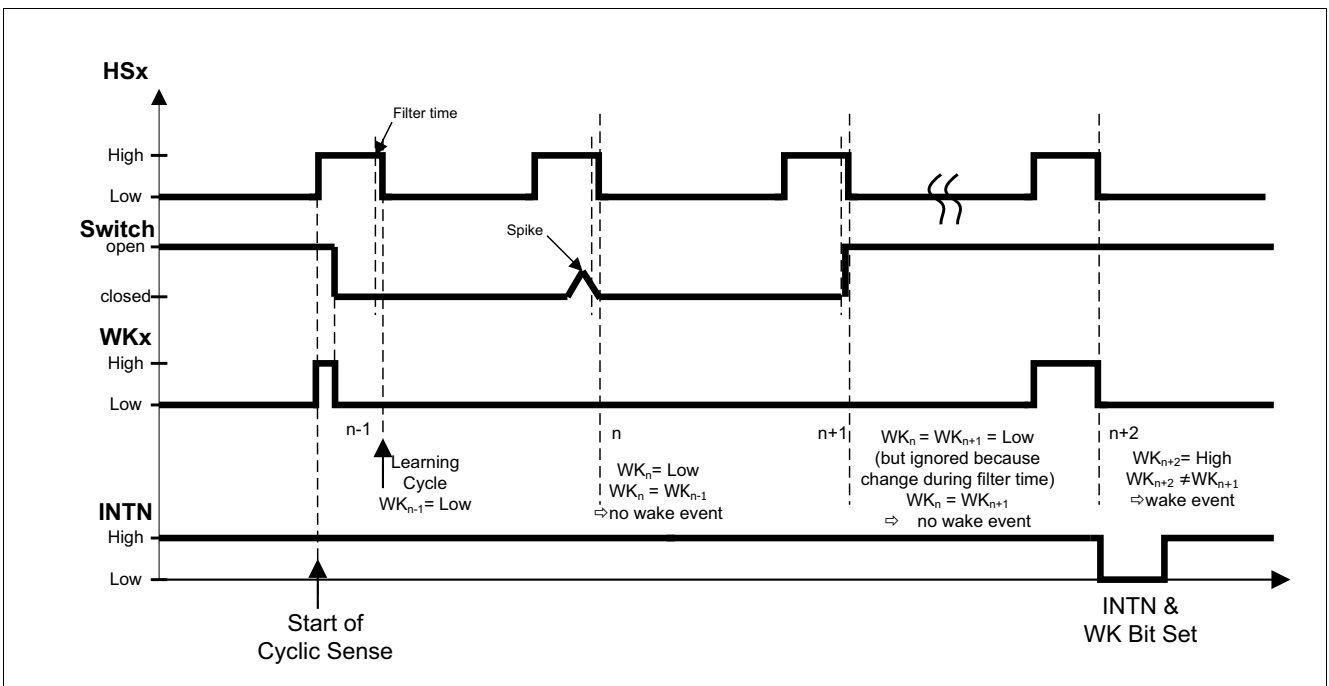 HSx
Filter time
High
Low
Switch
open
Spike
closed
WKx
High
Low
n-1
n
n+1
n+2
Learning
Cycle
WKn-1= Low
WKn= Low
WKn = WKn-1
⇨no wake event
WKn = WKn+1 = Low
(but ignored because
change during filter time)
WKn = WKn+1
⇨ no wake event
WKn+2= High
WKn+2 ≠WKn+1
⇨wake event
INTN
High
Low
Start of
Cyclic Sense
INTN &
WK Bit Set